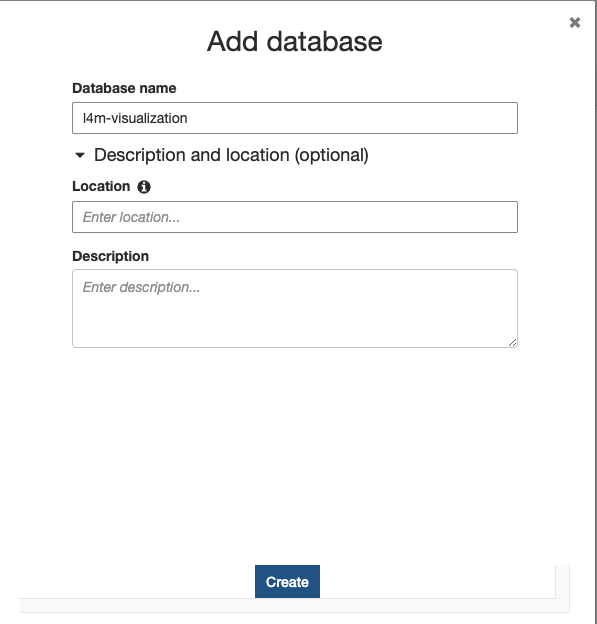 Add database
Database name
l4m-visualization
Description and location (optional)
Location
Enter location...
Description
Enter description...
Create